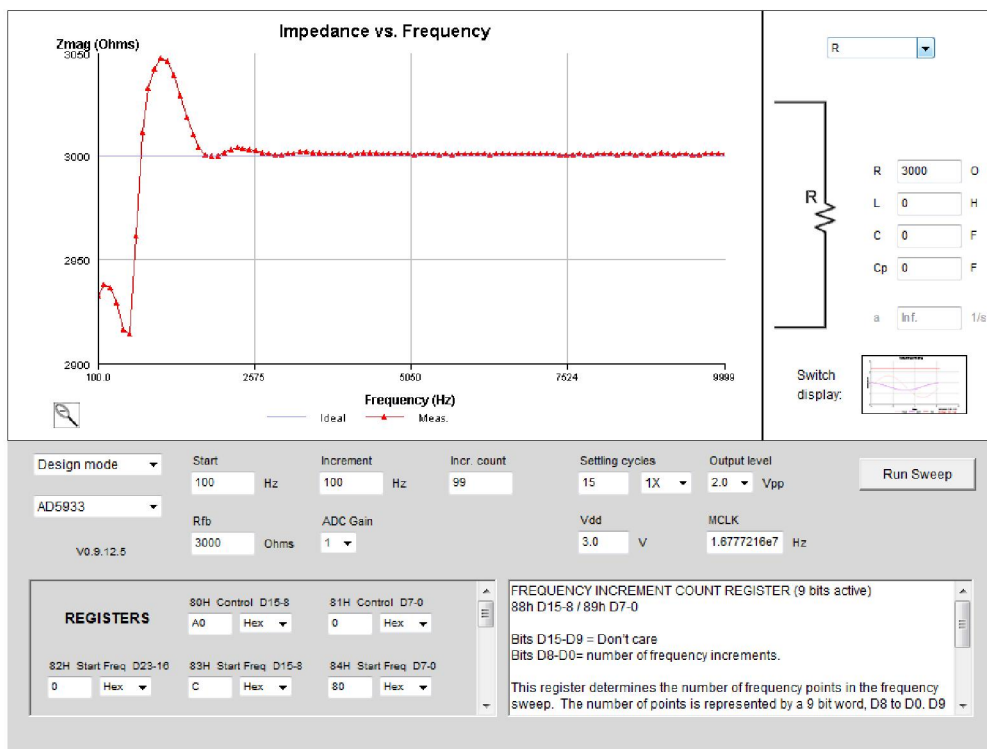 Impedance vs. Frequency
Zmag (Ohms)
3050
3000
2950
2900
100.0 2575 5050 7524 9999
Frequency (Hz)
Ideal Meas.
R
R
R 3000 O
L 0 H
C 0 F
Cp 0 F
a Inf. 1/s
Switch
display:
Design mode
AD5933
V0.9.12.5
Start Increment Incr. count Settling cycles Output level
100 Hz 100 Hz 99 15 1X 2.0 Vpp
Run Sweep
Rfb ADC Gain Vdd MCLK
3000 Ohms 1 3.0 V 1.6777216e7 Hz
REGISTERS
80H Control D15-8 81H Control D7-0
A0 Hex 0 Hex
82H Start Freq D23-16 83H Start Freq D15-8 84H Start Freq D7-0
0 Hex C Hex 80 Hex
FREQUENCY INCREMENT COUNT REGISTER (9 bits active)
88h D15-8 / 89h D7-0
Bits D15-D9 = Don't care
Bits D8-D0= number of frequency increments.
This register determines the number of frequency points in the frequency
sweep. The number of points is represented by a 9 bit word, D8 to D0. D9